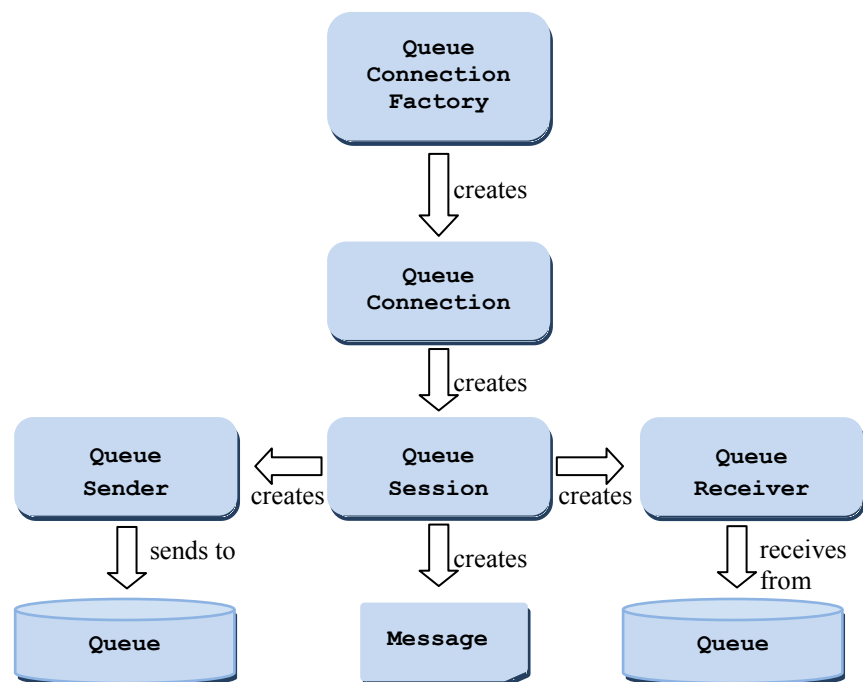 Queue
Connection
Factory
creates
Queue
Connection
creates
Queue
Sender
creates
Queue
Session
creates
Queue
Receiver
sends to
creates
receives
from
Queue
Message
Queue